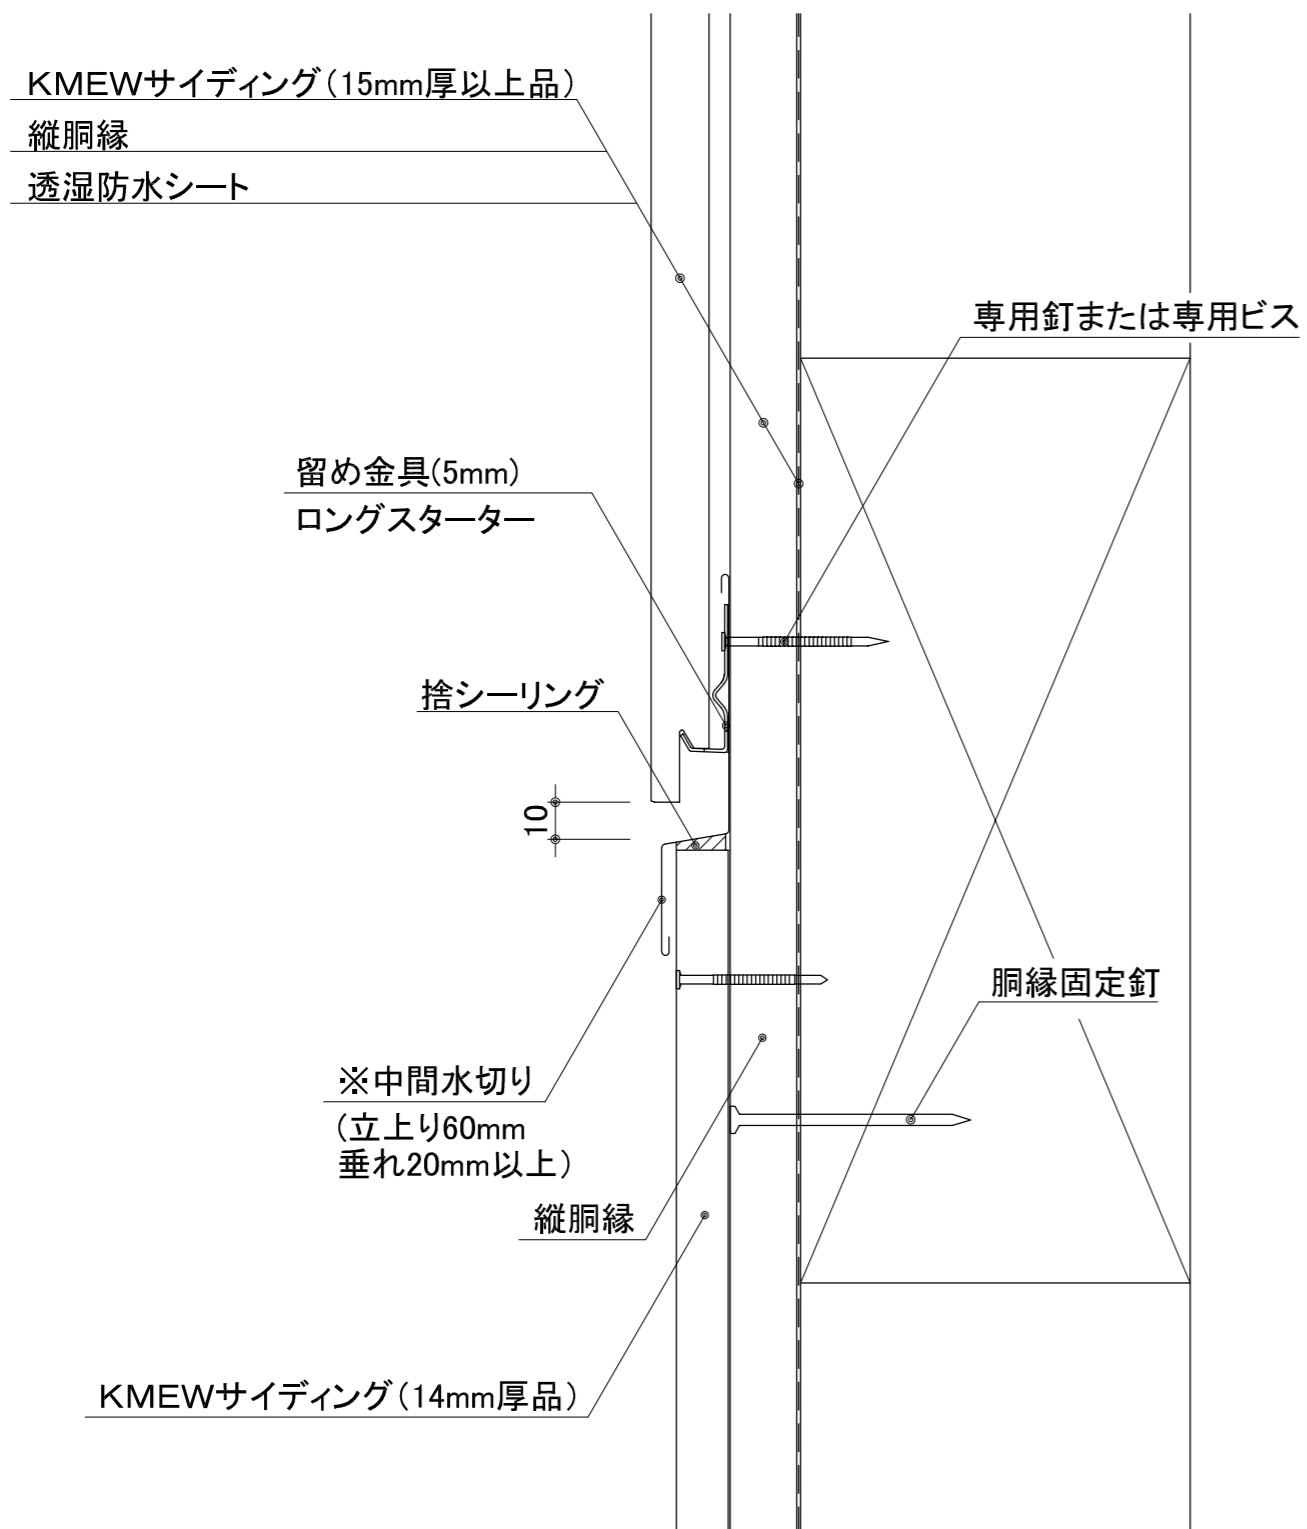 KMEWサイディング(15mm厚以上品)
縦胴縁
透湿防水シート
専用釘または専用ビス
留め金具(5mm)
ロングスターター
捨シーリング
10
胴縁固定釘
※中間水切り
(立上り60mm
垂れ20mm以上)
縦胴縁
KMEWサイディング(14mm厚品)